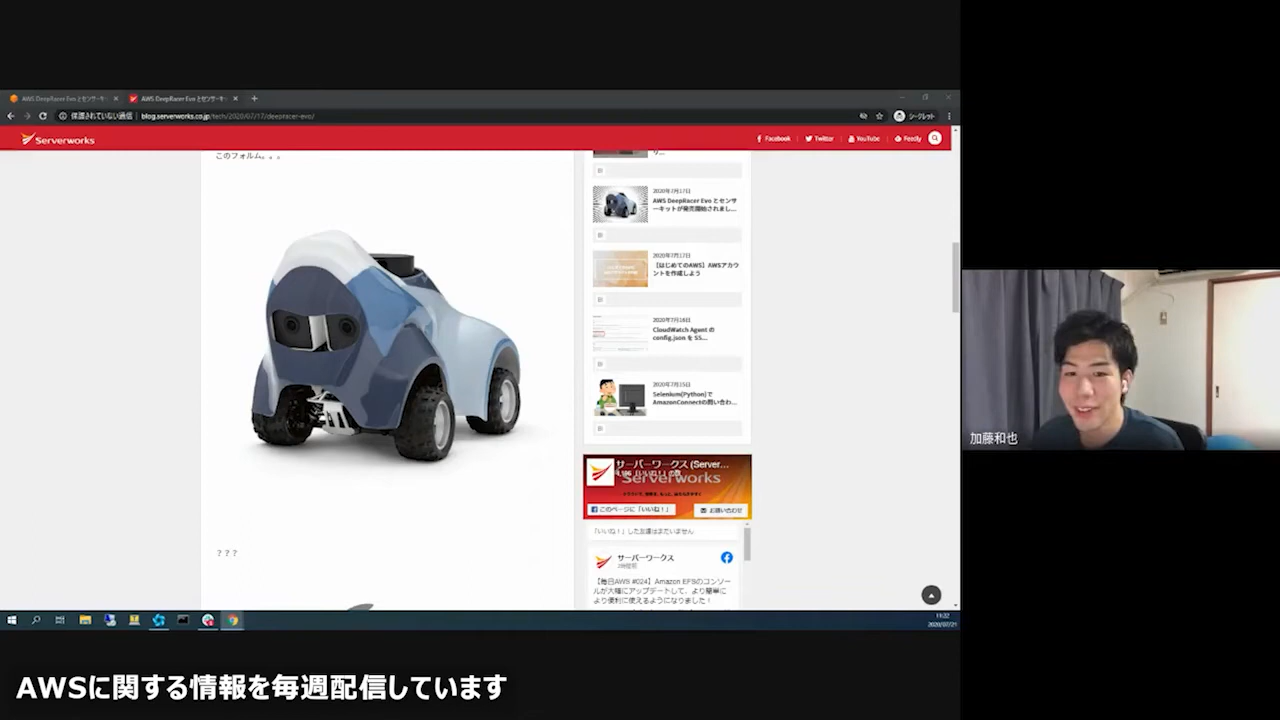 AWS DeepRacer Evo とセンサーキ
AWS DeepRacer Evo とセンサーキ
保護されていない通信
blog.serverworks.co.jp/tech/2020/07/17/deepracer-evo/
シークレット
Serverworks
Facebook
Twitter
YouTube
Feedly
このフォルム。。。
サ...
2020年7月17日
AWS DeepRacer Evo とセンサ
ーキットが発売開始されまし...
2020年7月17日
【はじめてのAWS】AWSアカウ
ントを作成しよう
2020年7月16日
CloudWatch Agent の
config.json を SS...
2020年7月15日
Selenium(Python)で
AmazonConnectの問い合わ...
サーバーワークス (Server...
Serverworks
このページに「いいね！」
お問い合わせ
「いいね！」した友達はまだいません
サーバーワークス
【毎日AWS #024】Amazon EFSのコンソー
ルが大幅にアップデートして、より簡単に
より便利に使えるようになりました！
？？？
11:22
2020/07/21
加藤和也
AWSに関する情報を毎週配信しています